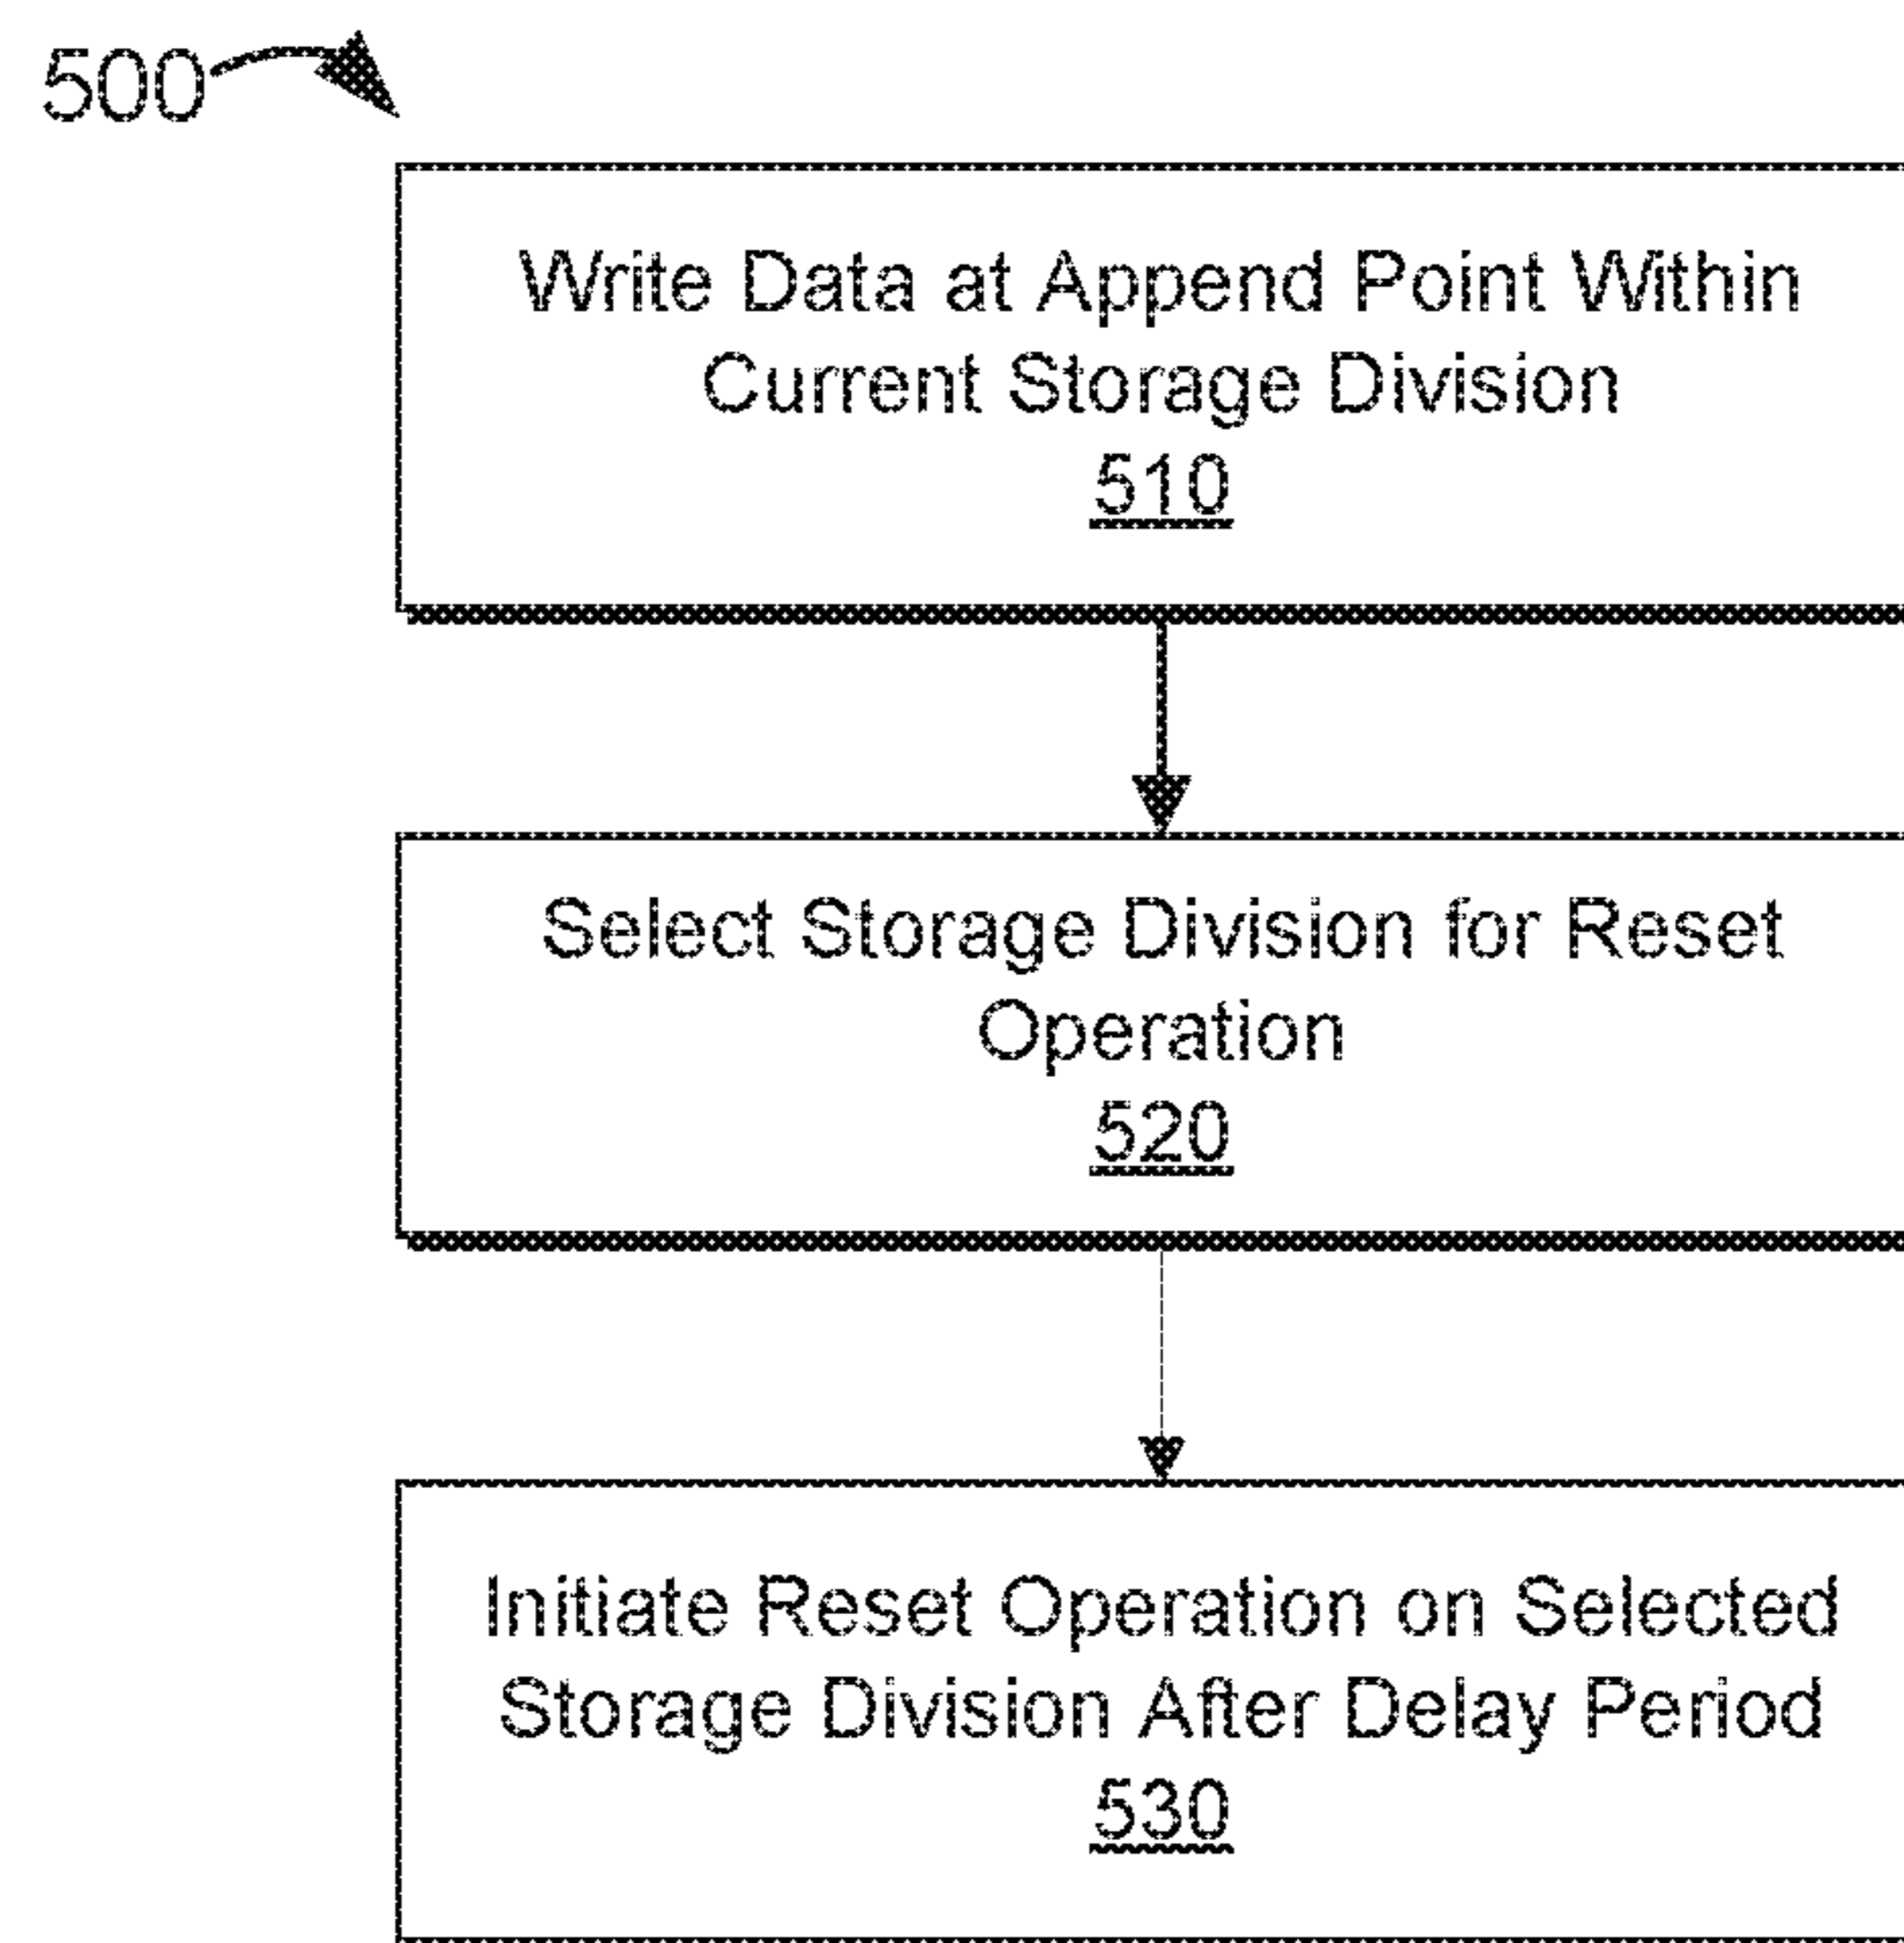 500
Write Data at Append Point Within
Current Storage Division
510
Select Storage Division for Reset
Operation
520
Initiate Reset Operation on Selected
Storage Division After Delay Period
530